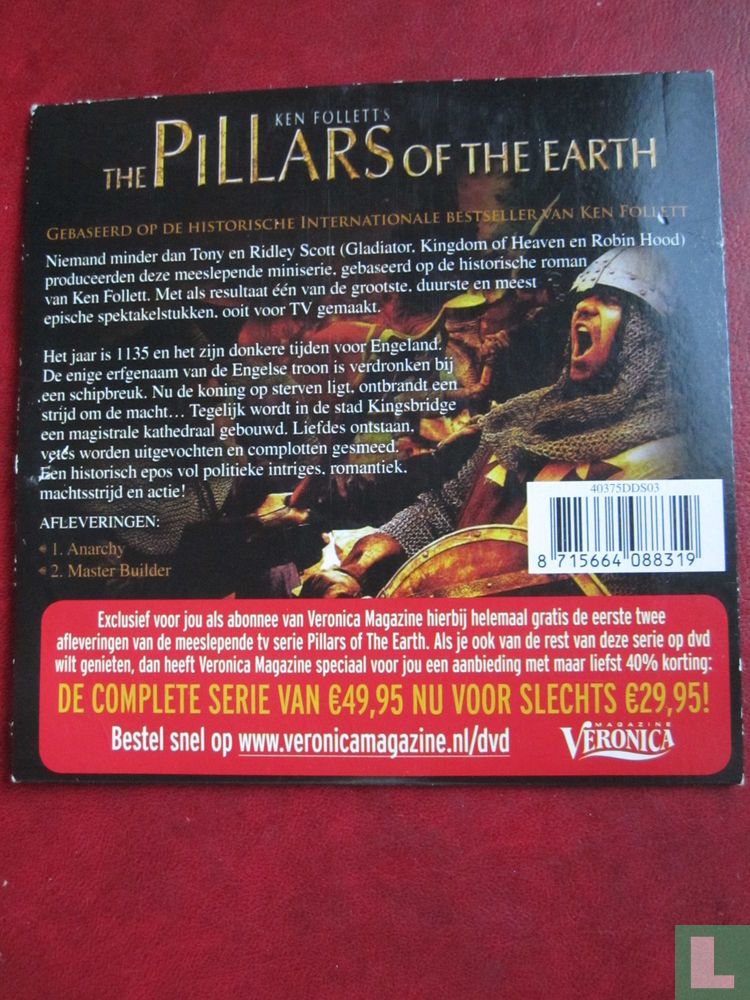 KEN FOLLETT'S
THE PILLARS OF THE EARTH
GEBASEERD OP DE HISTORISCHE INTERNATIONALE BESTSELLER VAN KEN FOLLETT
Niemand minder dan Tony en Ridley Scott (Gladiator, Kingdom of Heaven en Robin Hood)
produceerden deze meeslepende miniserie, gebaseerd op de historische roman
van Ken Follett. Met als resultaat één van de grootste, duurste en meest
epische spektakelstukken, ooit voor TV gemaakt.
Het jaar is 1135 en het zijn donkere tijden voor Engeland.
De enige erfgenaam van de Engelse troon is verdronken bij
een schipbreuk. Nu de koning op sterven ligt, ontbrandt een
strijd om de macht... Tegelijk wordt in de stad Kingsbridge
een magistrale kathedraal gebouwd. Liefdes ontstaan,
vetes worden uitgevochten en complotten gesmeed.
Een historisch epos vol politieke intriges, romantiek,
machtsstrijd en actie!
AFLEVERINGEN:
1. Anarchy
2. Master Builder
40375DDS03
8 715664 088319
Exclusief voor jou als abonnee van Veronica Magazine hierbij helemaal gratis de eerste twee
afleveringen van de meeslepende tv serie Pillars of The Earth. Als je ook van de rest van deze serie op dvd
wilt genieten, dan heeft Veronica Magazine speciaal voor jou een aanbieding met maar liefst 40% korting:
DE COMPLETE SERIE VAN €49,95 NU VOOR SLECHTS €29,95!
Bestel snel op www.veronicamagazine.nl/dvd
MAGAZINE
VERONICA
L